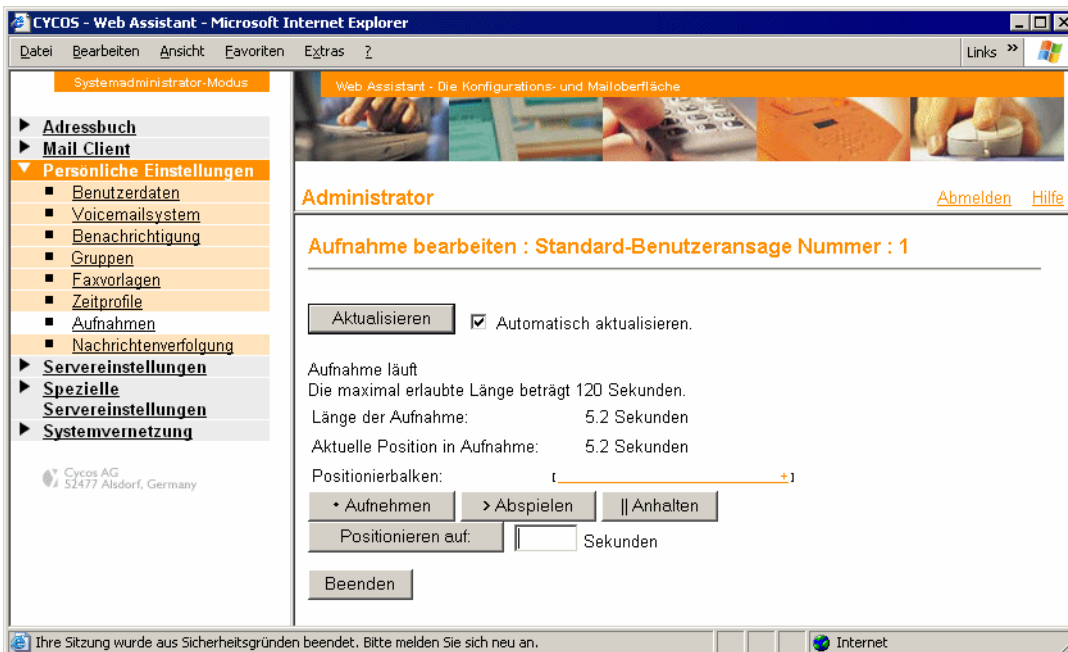 CYCOS - Web Assistant - Microsoft Internet Explorer
Datei Bearbeiten Ansicht Favoriten Extras ? Links »
Systemadministrator-Modus
Adressbuch
Mail Client
Persönliche Einstellungen
Benutzerdaten
Voicemailsystem
Benachrichtigung
Gruppen
Faxvorlagen
Zeitprofile
Aufnahmen
Nachrichtenverfolgung
Servereinstellungen
Spezielle
Servereinstellungen
Systemvernetzung
Cycos AG
52477 Alsdorf, Germany
Web Assistant - Die Konfigurations- und Mailoberfläche
Administrator Abmelden Hilfe
Aufnahme bearbeiten : Standard-Benutzeransage Nummer : 1
Aktualisieren Automatisch aktualisieren.
Aufnahme läuft
Die maximal erlaubte Länge beträgt 120 Sekunden.
Länge der Aufnahme: 5.2 Sekunden
Aktuelle Position in Aufnahme: 5.2 Sekunden
Positionierbalken: [ + ]
• Aufnehmen > Abspielen || Anhalten
Positionieren auf: Sekunden
Beenden
Ihre Sitzung wurde aus Sicherheitsgründen beendet. Bitte melden Sie sich neu an. Internet